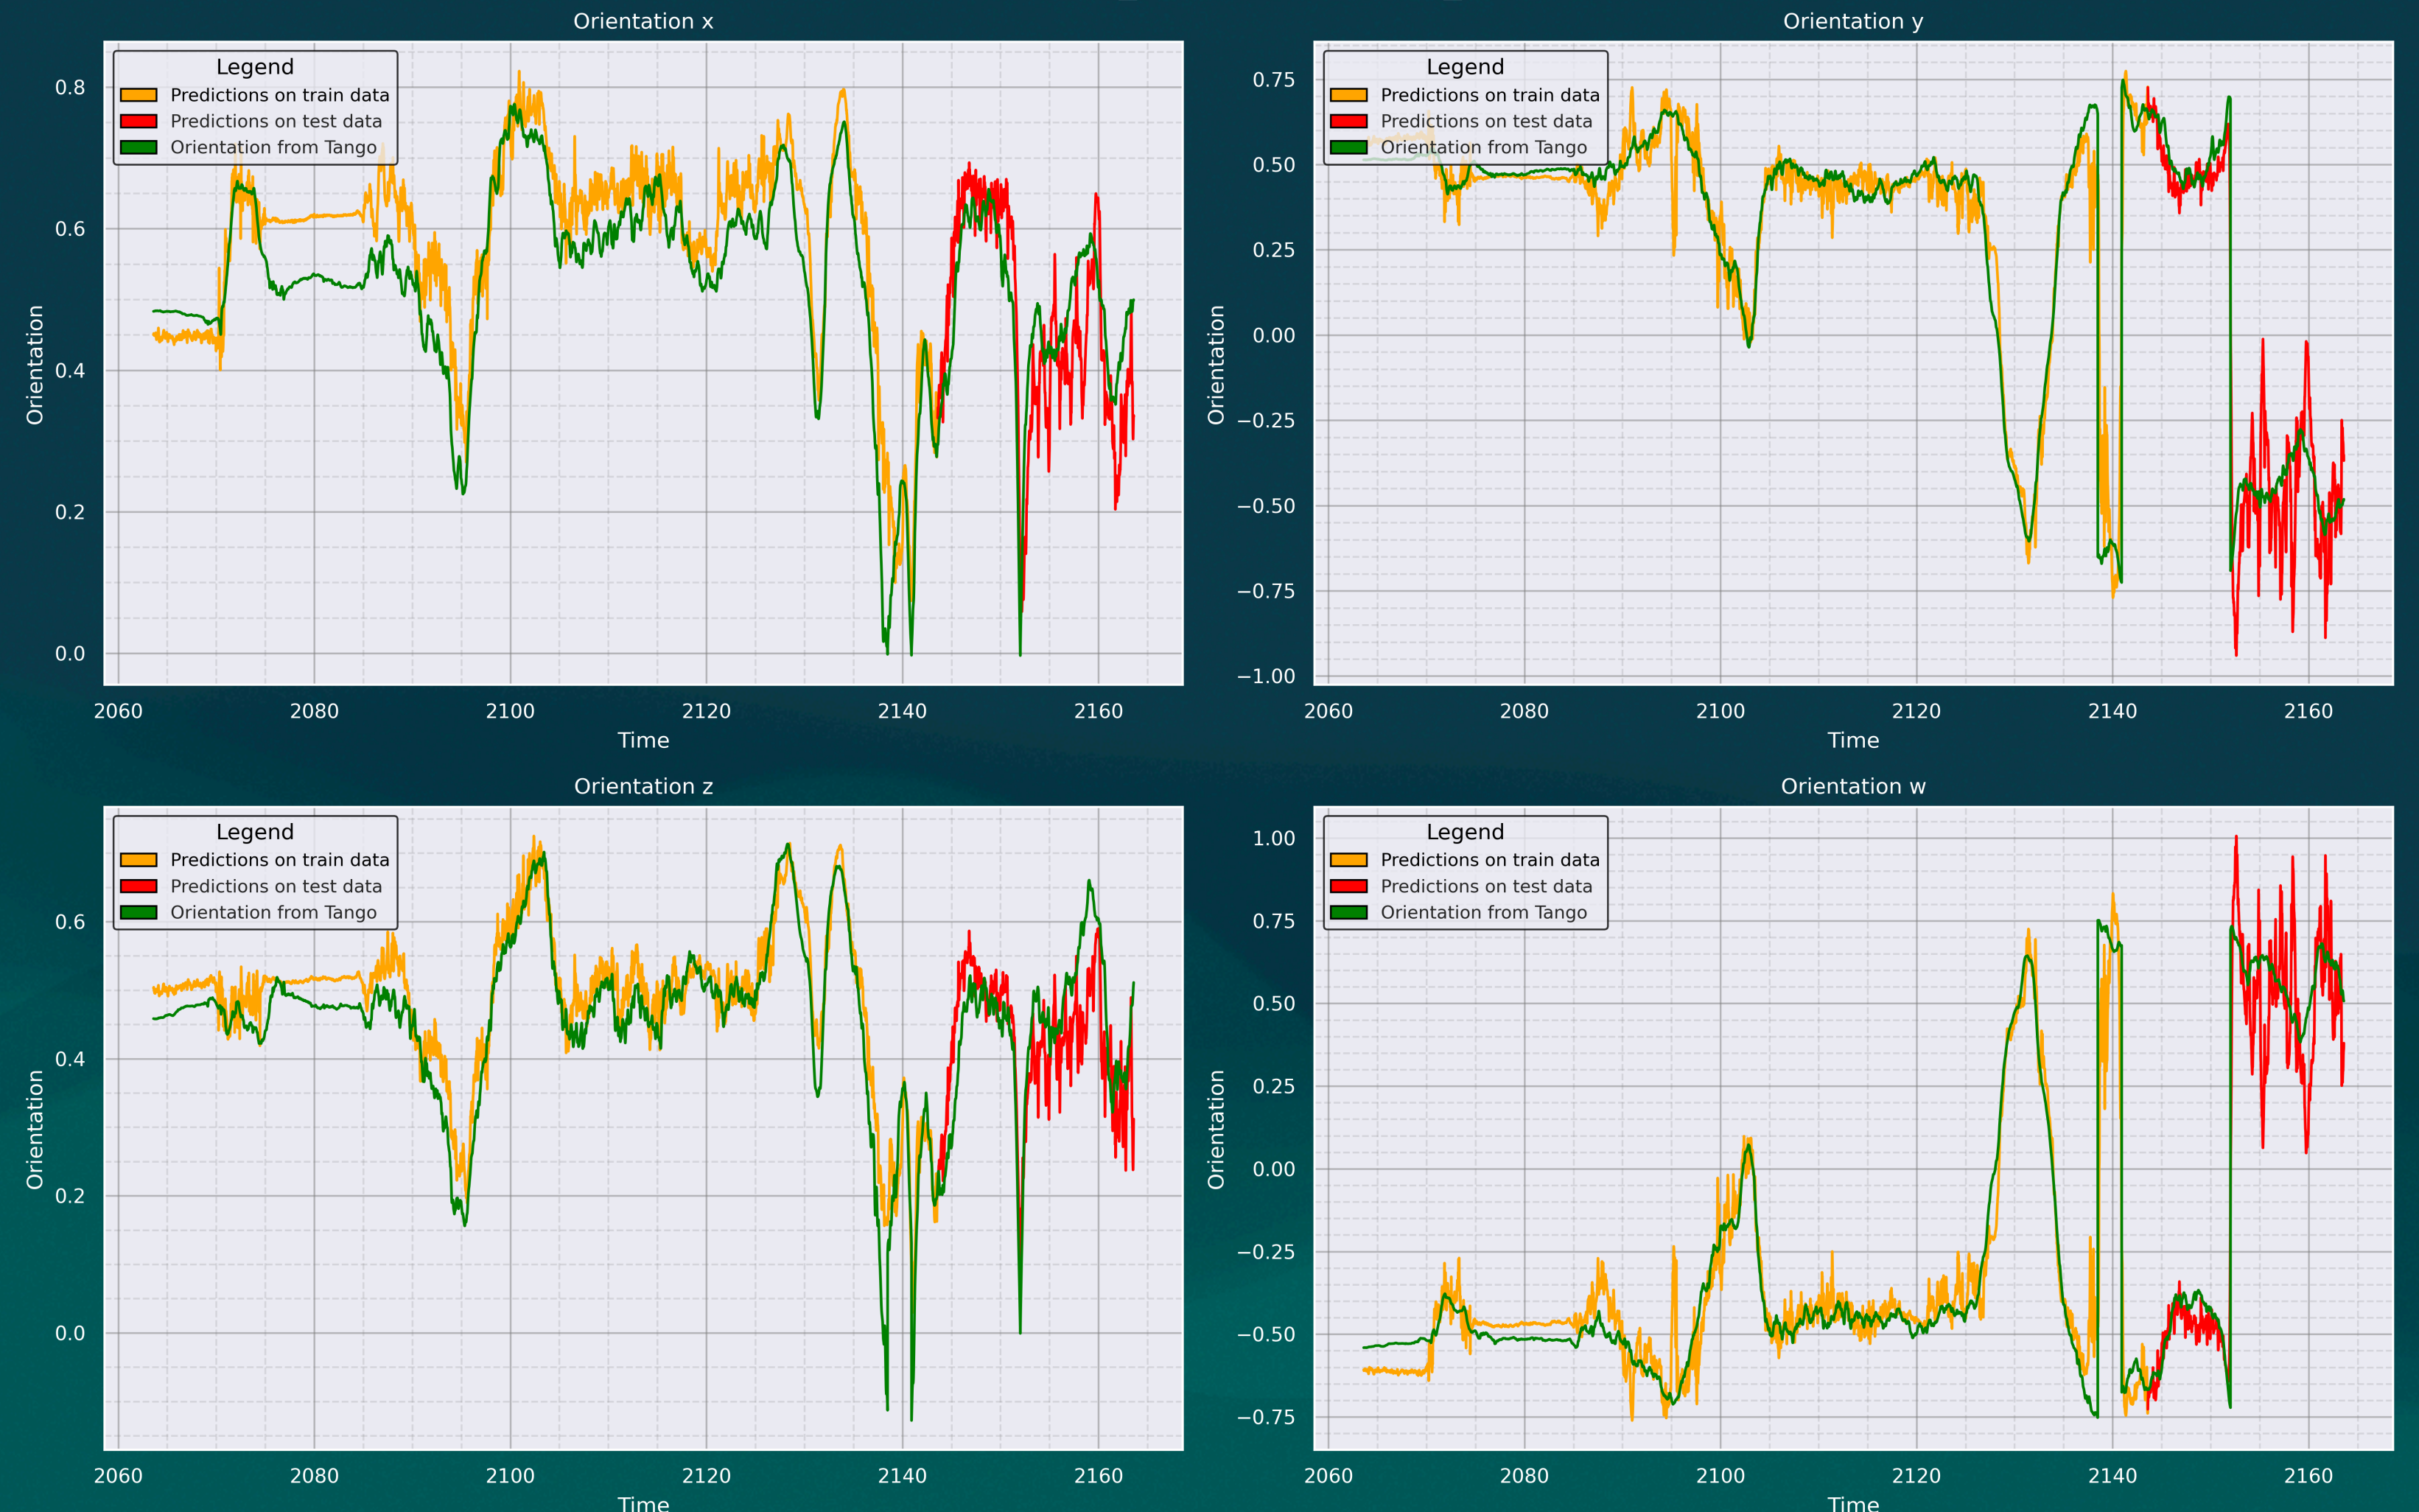 Orientation x
Legend
Predictions on train data
Predictions on test data
Orientation from Tango
0.8
0.6
0.4
0.2
0.0
Orientation
2060 2080 2100 2120 2140 2160
Time
Orientation y
Legend
Predictions on train data
Predictions on test data
Orientation from Tango
0.75
0.50
0.25
0.00
−0.25
−0.50
−0.75
−1.00
Orientation
2060 2080 2100 2120 2140 2160
Time
Orientation z
Legend
Predictions on train data
Predictions on test data
Orientation from Tango
0.6
0.4
0.2
0.0
Orientation
2060 2080 2100 2120 2140 2160
Time
Orientation w
Legend
Predictions on train data
Predictions on test data
Orientation from Tango
1.00
0.75
0.50
0.25
0.00
−0.25
−0.50
−0.75
Orientation
2060 2080 2100 2120 2140 2160
Time